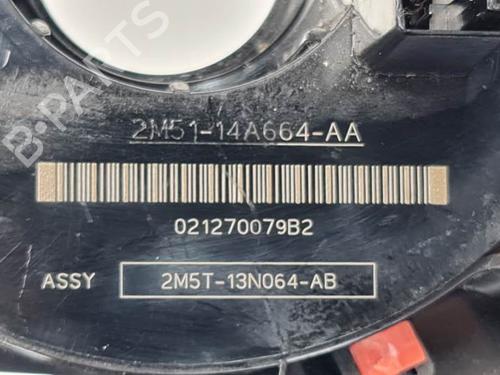 B-PARTS
2M51-14A664-AA
021270079B2
ASSY 2M5T-13N064-AB